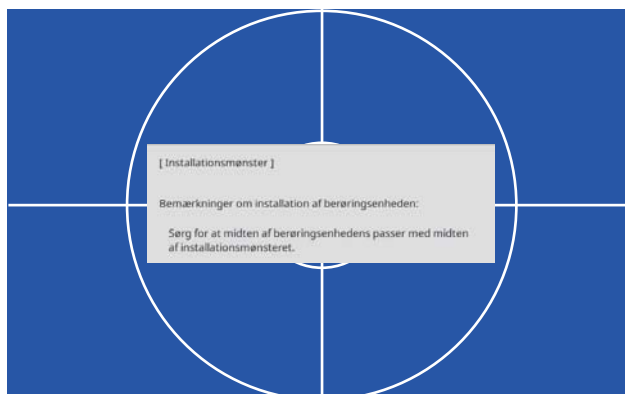 [ Installationsmønster ]
Bemærkninger om installation af berøringsenheden:
Sørg for at midten af berøringsenhedens passer med midten
af installationsmønsteret.